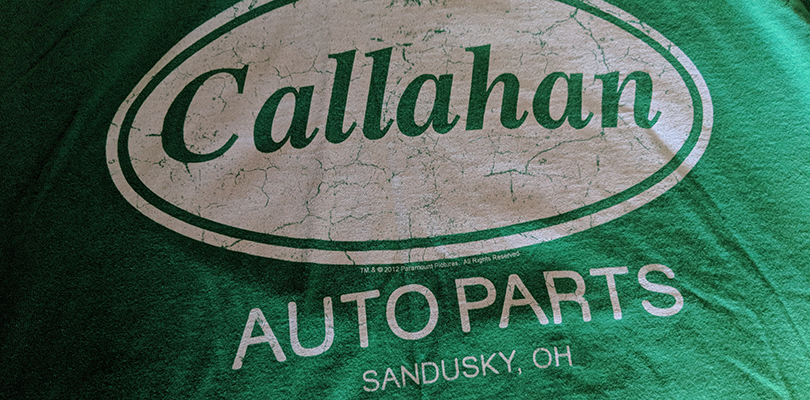 Callahan
TM & © 2012 Paramount Pictures. All Rights Reserved.
AUTO PARTS
SANDUSKY, OH